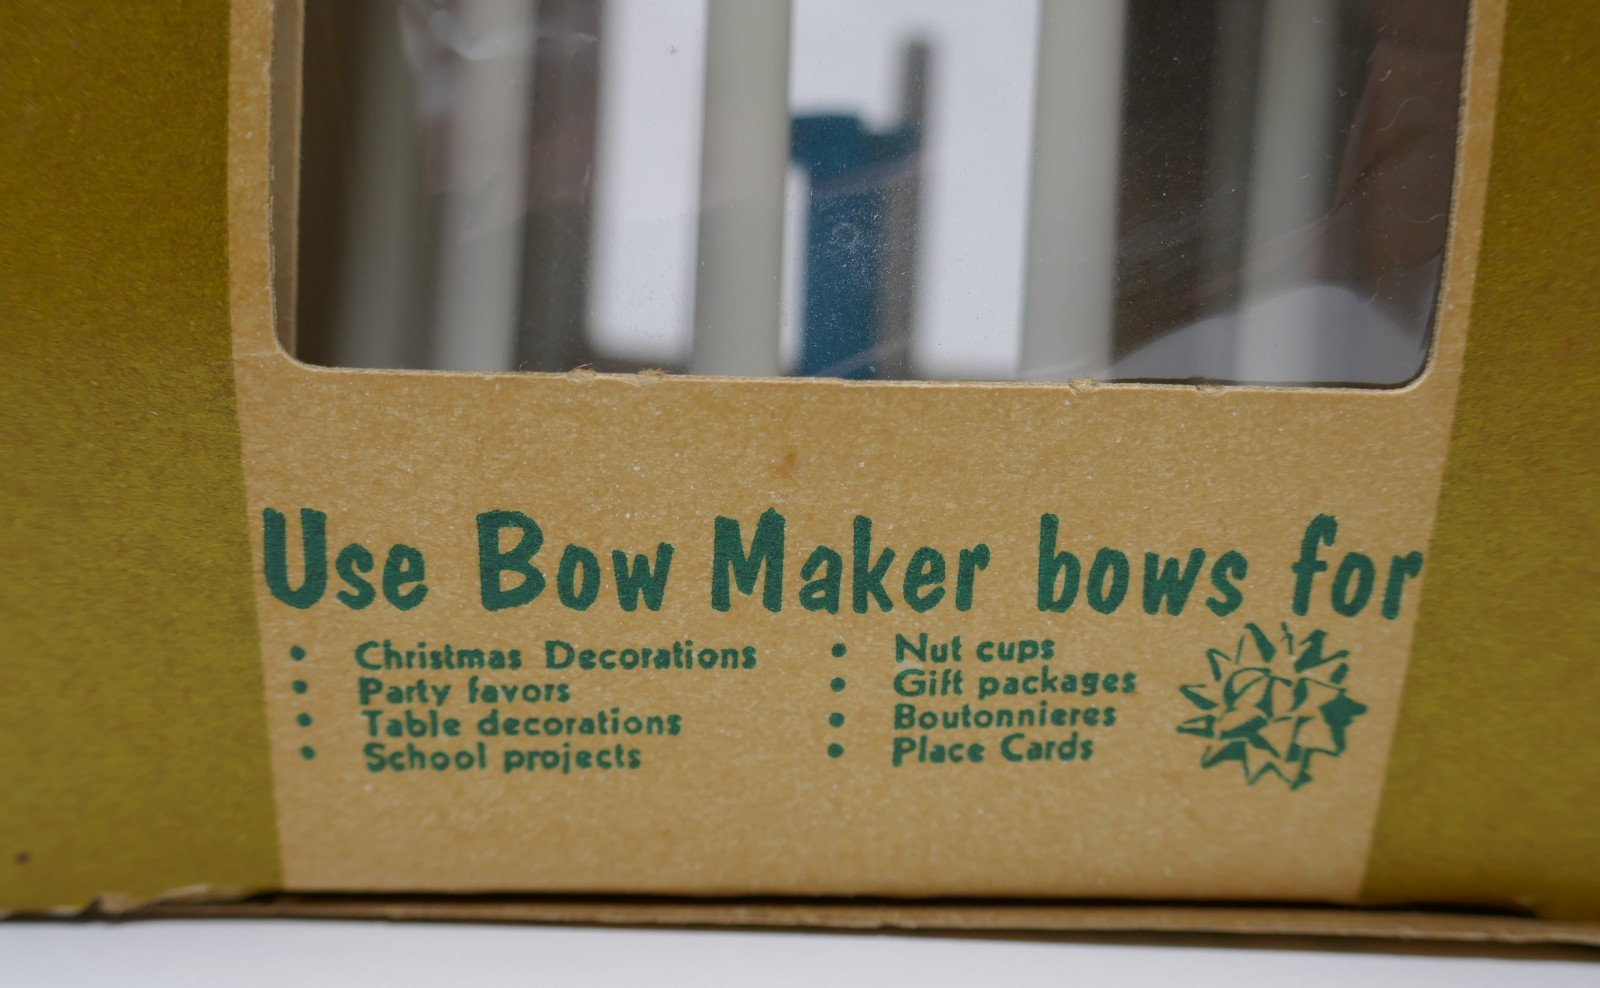 Use Bow Maker bows for
• Christmas Decorations
• Party favors
• Table decorations
• School projects
• Nut cups
• Gift packages
• Boutonnieres
• Place Cards